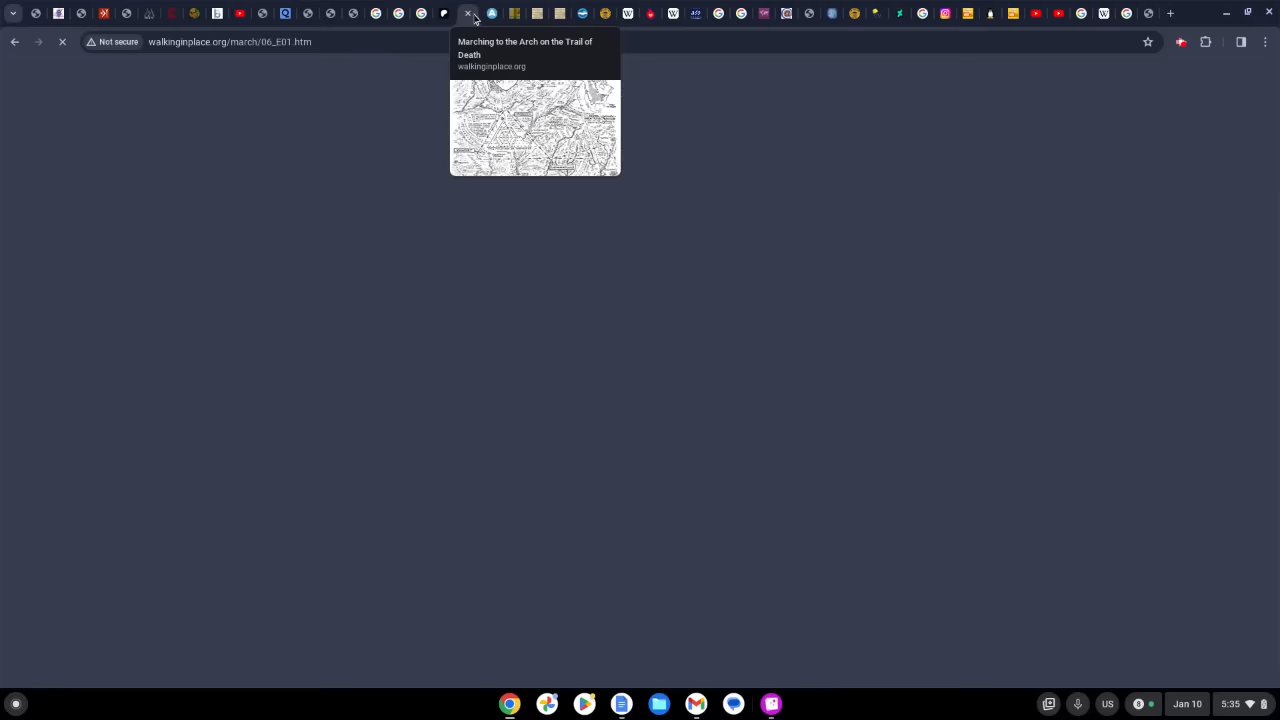 Not secure
walkinginplace.org/march/06_E01.htm
Marching to the Arch on the Trail of
Death
walkinginplace.org
US
8
Jan 10
5:35